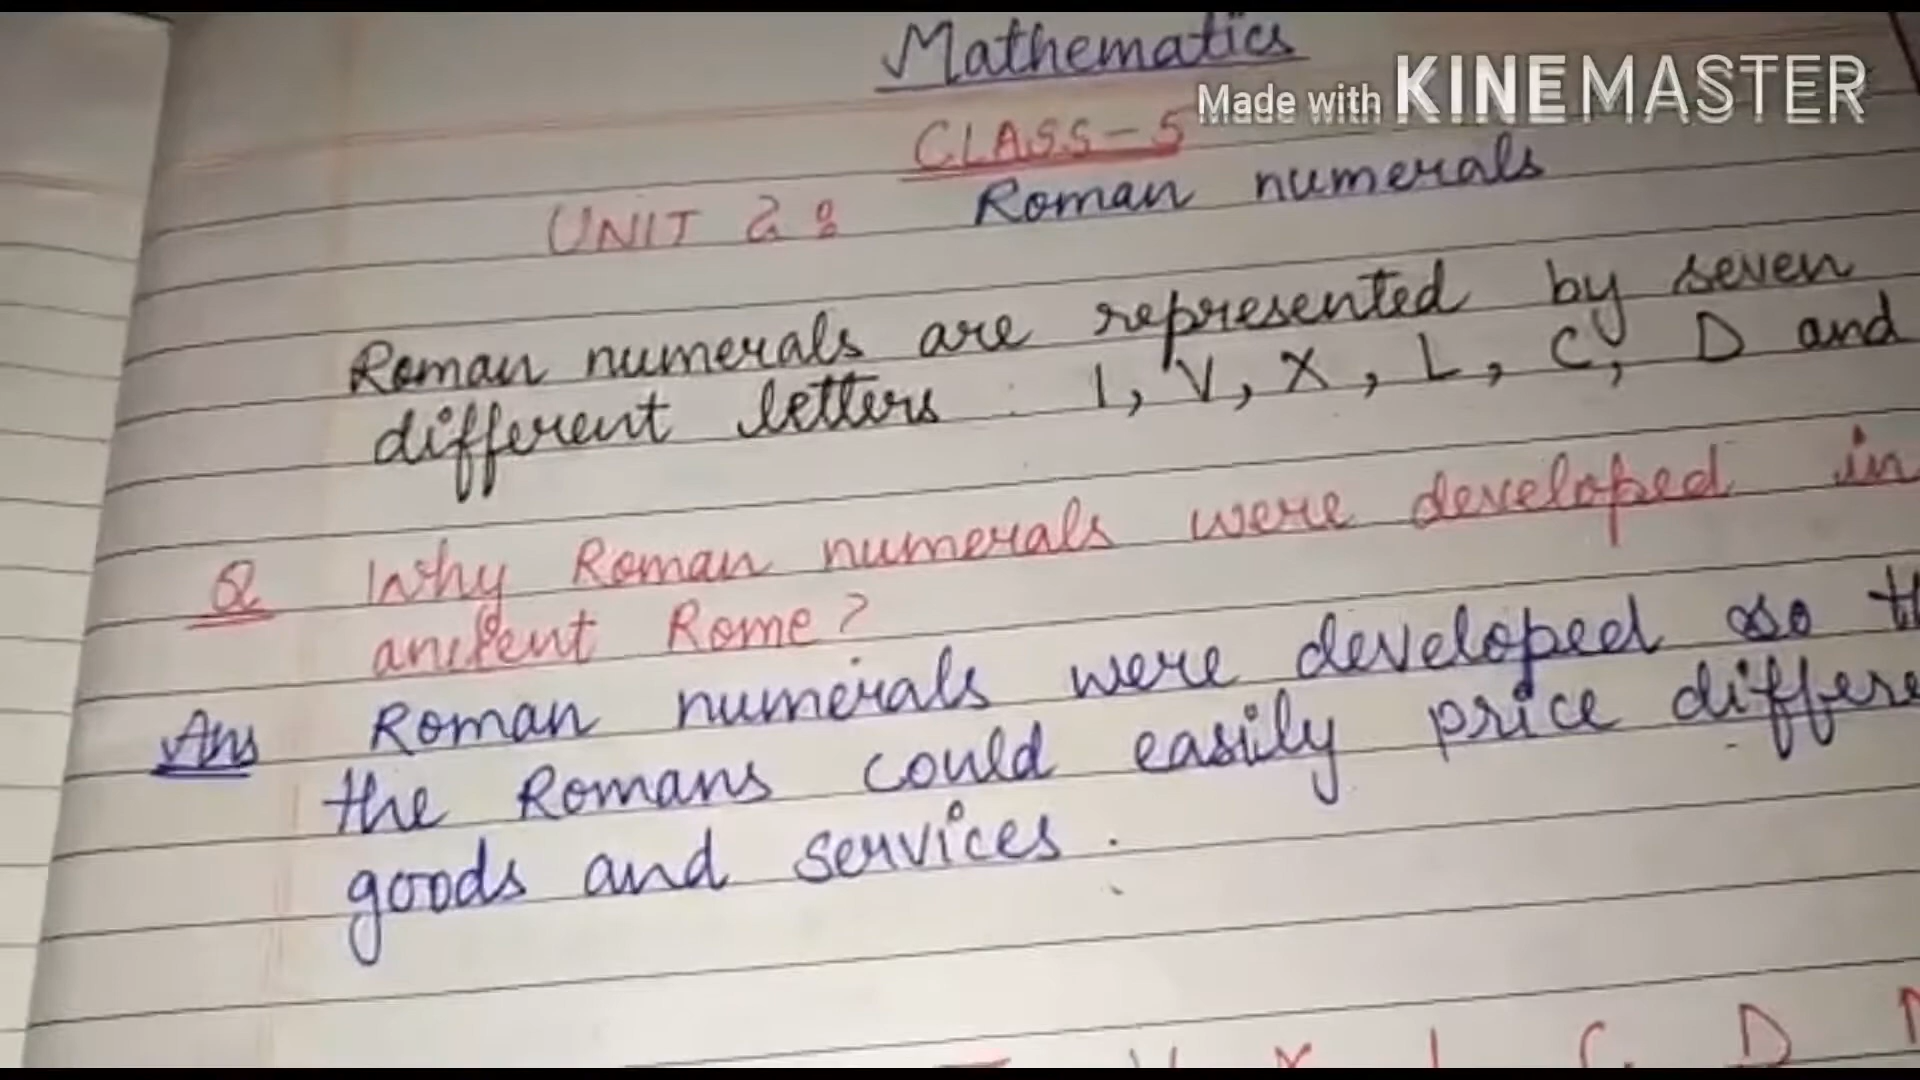 Mathematics
Made with KINEMASTER
CLASS-5
UNIT 2: Roman numerals
Roman numerals are represented by seven
different letters I, V, X, L, C, D and
Q Why Roman numerals were developed in
ancient Rome?
Ans Roman numerals were developed so
the Romans could easily price
goods and services.
V X L C D